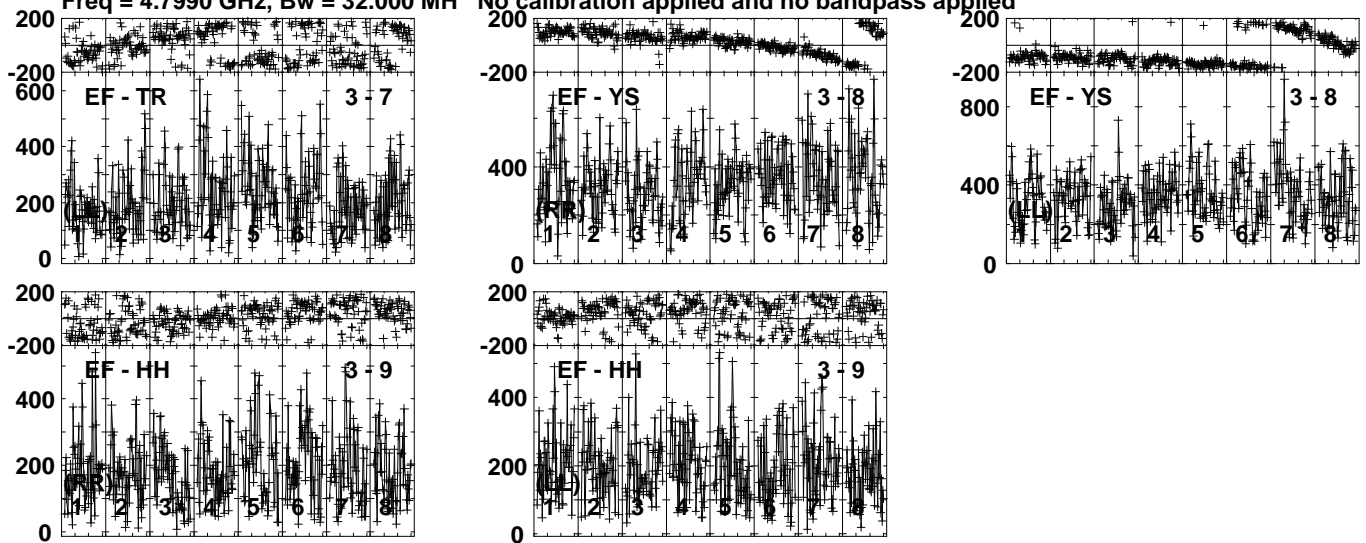 Freq = 4.7990 GHz, Bw = 32.000 MH No calibration applied and no bandpass applied
200
-200
600
400
200
0
EF - TR 3 - 7
(LL)
1 2 3 4 5 6 7 8
200
-200
400
0
EF - YS 3 - 8
(RR)
1 2 3 4 5 6 7 8
200
-200
800
400
0
EF - YS 3 - 8
(LL)
1 2 3 4 5 6 7 8
200
-200
400
200
0
EF - HH 3 - 9
(RR)
1 2 3 4 5 6 7 8
200
-200
400
200
0
EF - HH 3 - 9
(LL)
1 2 3 4 5 6 7 8